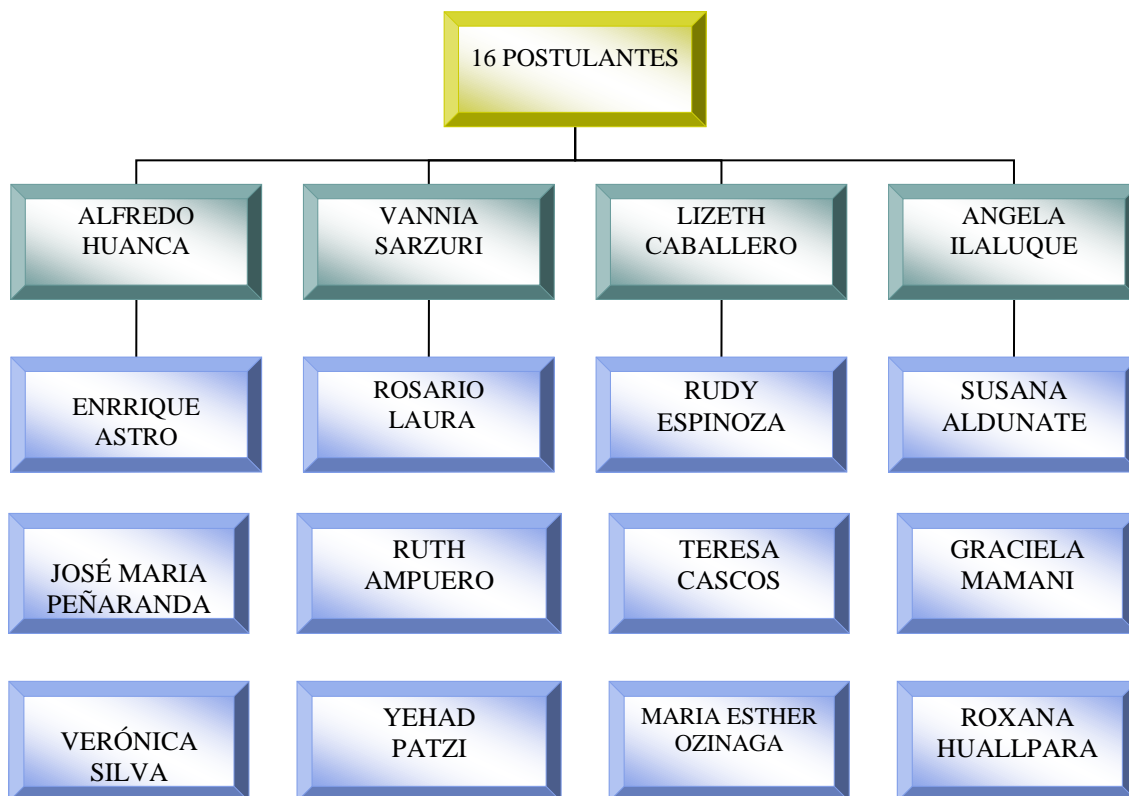 16 POSTULANTES
ALFREDO
HUANCA
VANNIA
SARZURI
LIZETH
CABALLERO
ANGELA
ILALUQUE
ENRRIQUE
ASTRO
ROSARIO
LAURA
RUDY
ESPINOZA
SUSANA
ALDUNATE
JOSÉ MARIA
PEÑARANDA
RUTH
AMPUERO
TERESA
CASCOS
GRACIELA
MAMANI
VERÓNICA
SILVA
YEHAD
PATZI
MARIA ESTHER
OZINAGA
ROXANA
HUALLPARA